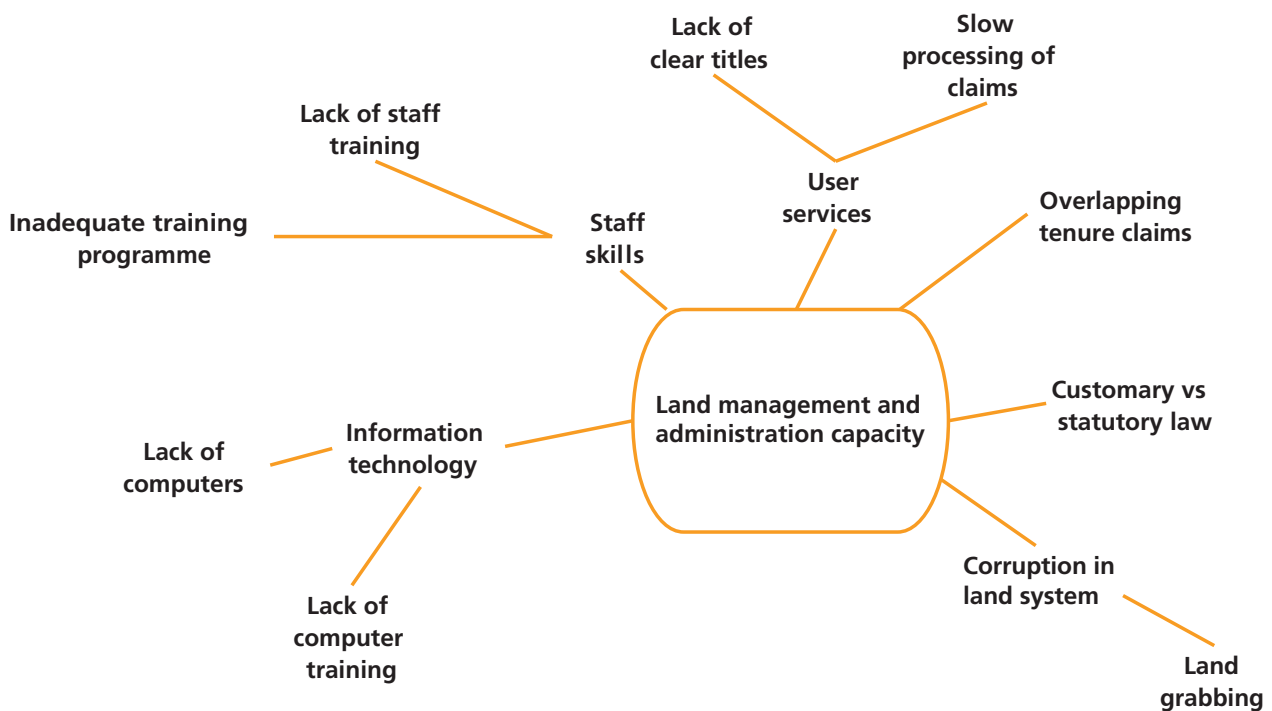 Lack of
clear titles
Slow
processing of
claims
Lack of staff
training
User
services
Overlapping
tenure claims
Inadequate training
programme
Staff
skills
Land management and
administration capacity
Customary vs
statutory law
Information
technology
Lack of
computers
Corruption in
land system
Lack of
computer
training
Land
grabbing